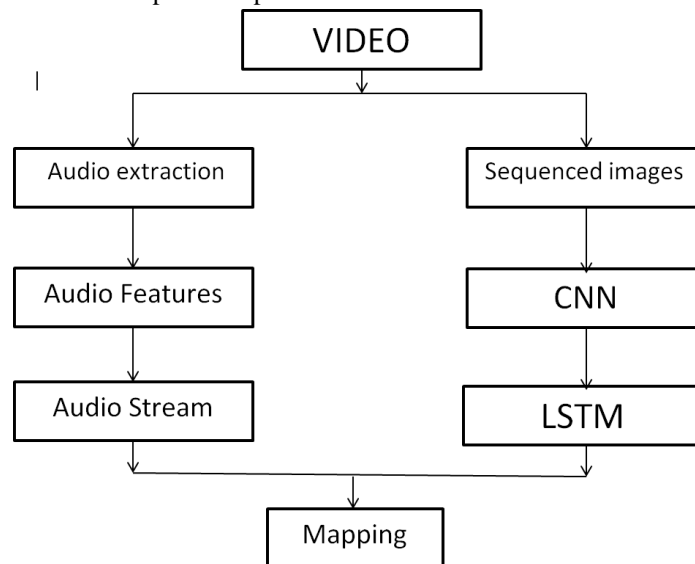 VIDEO
Audio extraction
Sequenced images
Audio Features
CNN
Audio Stream
LSTM
Mapping